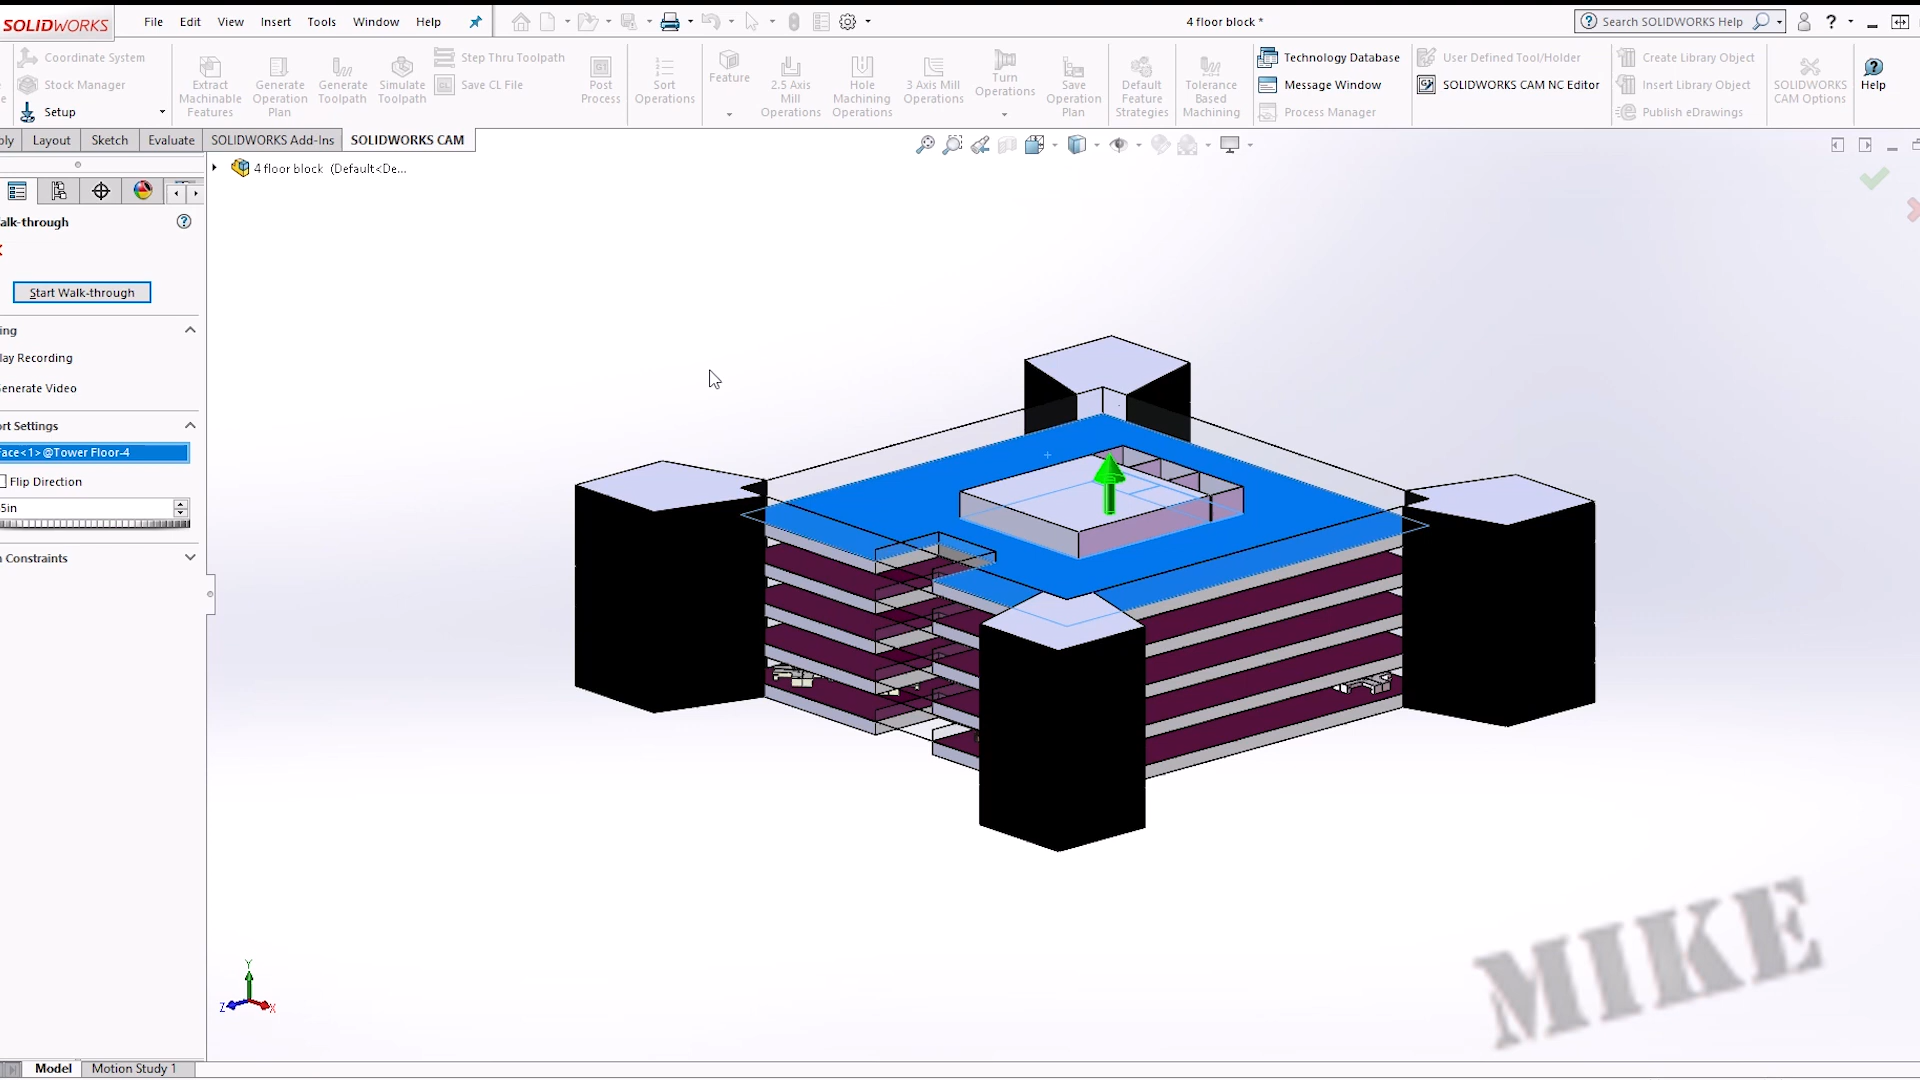 SOLIDWORKS
File Edit View Insert Tools Window Help
4 floor block *
Search SOLIDWORKS Help
Coordinate System
Stock Manager
Setup
Extract Machinable Features
Generate Operation Plan
Generate Toolpath
Simulate Toolpath
Step Thru Toolpath
Save CL File
Post Process
Sort Operations
Feature
2.5 Axis Mill Operations
Hole Machining Operations
3 Axis Mill Operations
Turn Operations
Save Operation Plan
Default Feature Strategies
Tolerance Based Machining
Technology Database
Message Window
Process Manager
User Defined Tool/Holder
SOLIDWORKS CAM NC Editor
Create Library Object
Insert Library Object
Publish eDrawings
SOLIDWORKS CAM Options
Help
bly Layout Sketch Evaluate SOLIDWORKS Add-Ins SOLIDWORKS CAM
4 floor block (Default<De...
alk-through
Start Walk-through
ing
lay Recording
enerate Video
ort Settings
Face<1>@Tower Floor-4
Flip Direction
5in
n Constraints
Y
Z
X
MIKE
Model Motion Study 1